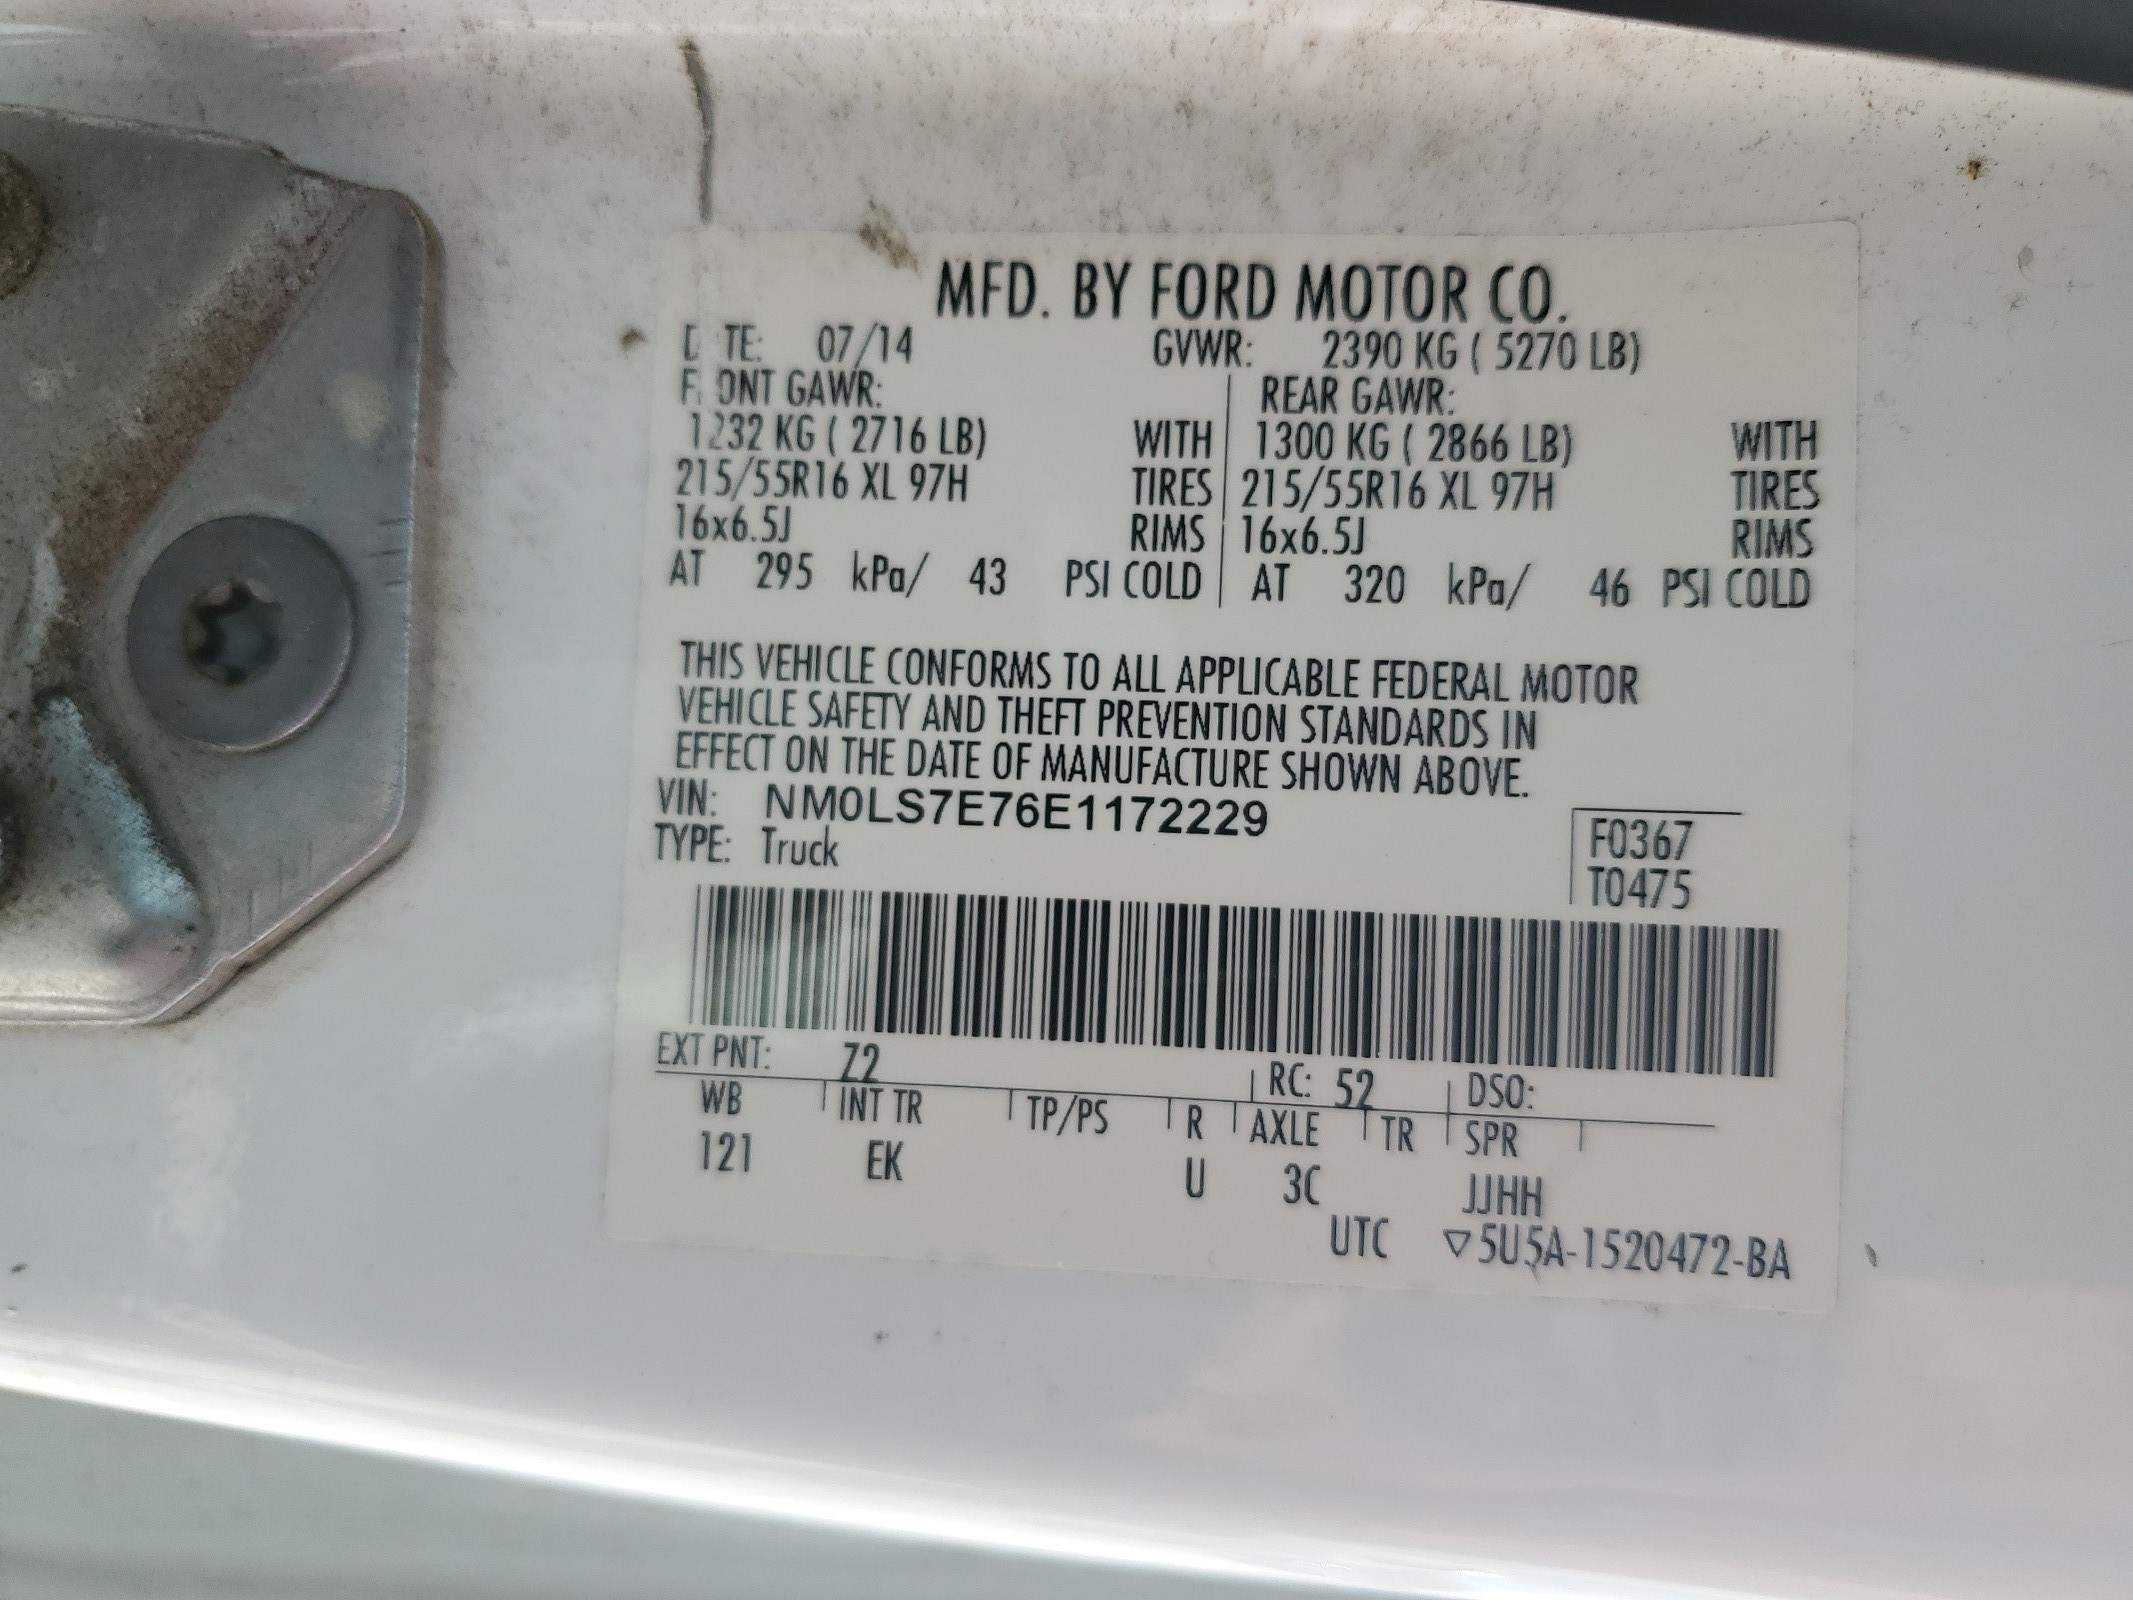 MFD. BY FORD MOTOR CO.
DATE: 07/14 GVWR: 2390 KG ( 5270 LB)
FRONT GAWR: REAR GAWR:
1232 KG ( 2716 LB) WITH 1300 KG ( 2866 LB) WITH
215/55R16 XL 97H TIRES 215/55R16 XL 97H TIRES
16x6.5J RIMS 16x6.5J RIMS
AT 295 kPa/ 43 PSI COLD AT 320 kPa/ 46 PSI COLD
THIS VEHICLE CONFORMS TO ALL APPLICABLE FEDERAL MOTOR
VEHICLE SAFETY AND THEFT PREVENTION STANDARDS IN
EFFECT ON THE DATE OF MANUFACTURE SHOWN ABOVE.
VIN: NM0LS7E76E1172229
TYPE: Truck
F0367
T0475
EXT PNT: Z2 RC: 52 DSO:
WB INT TR TP/PS R AXLE TR SPR
121 EK U 3C JJHH
UTC ▽5U5A-1520472-BA